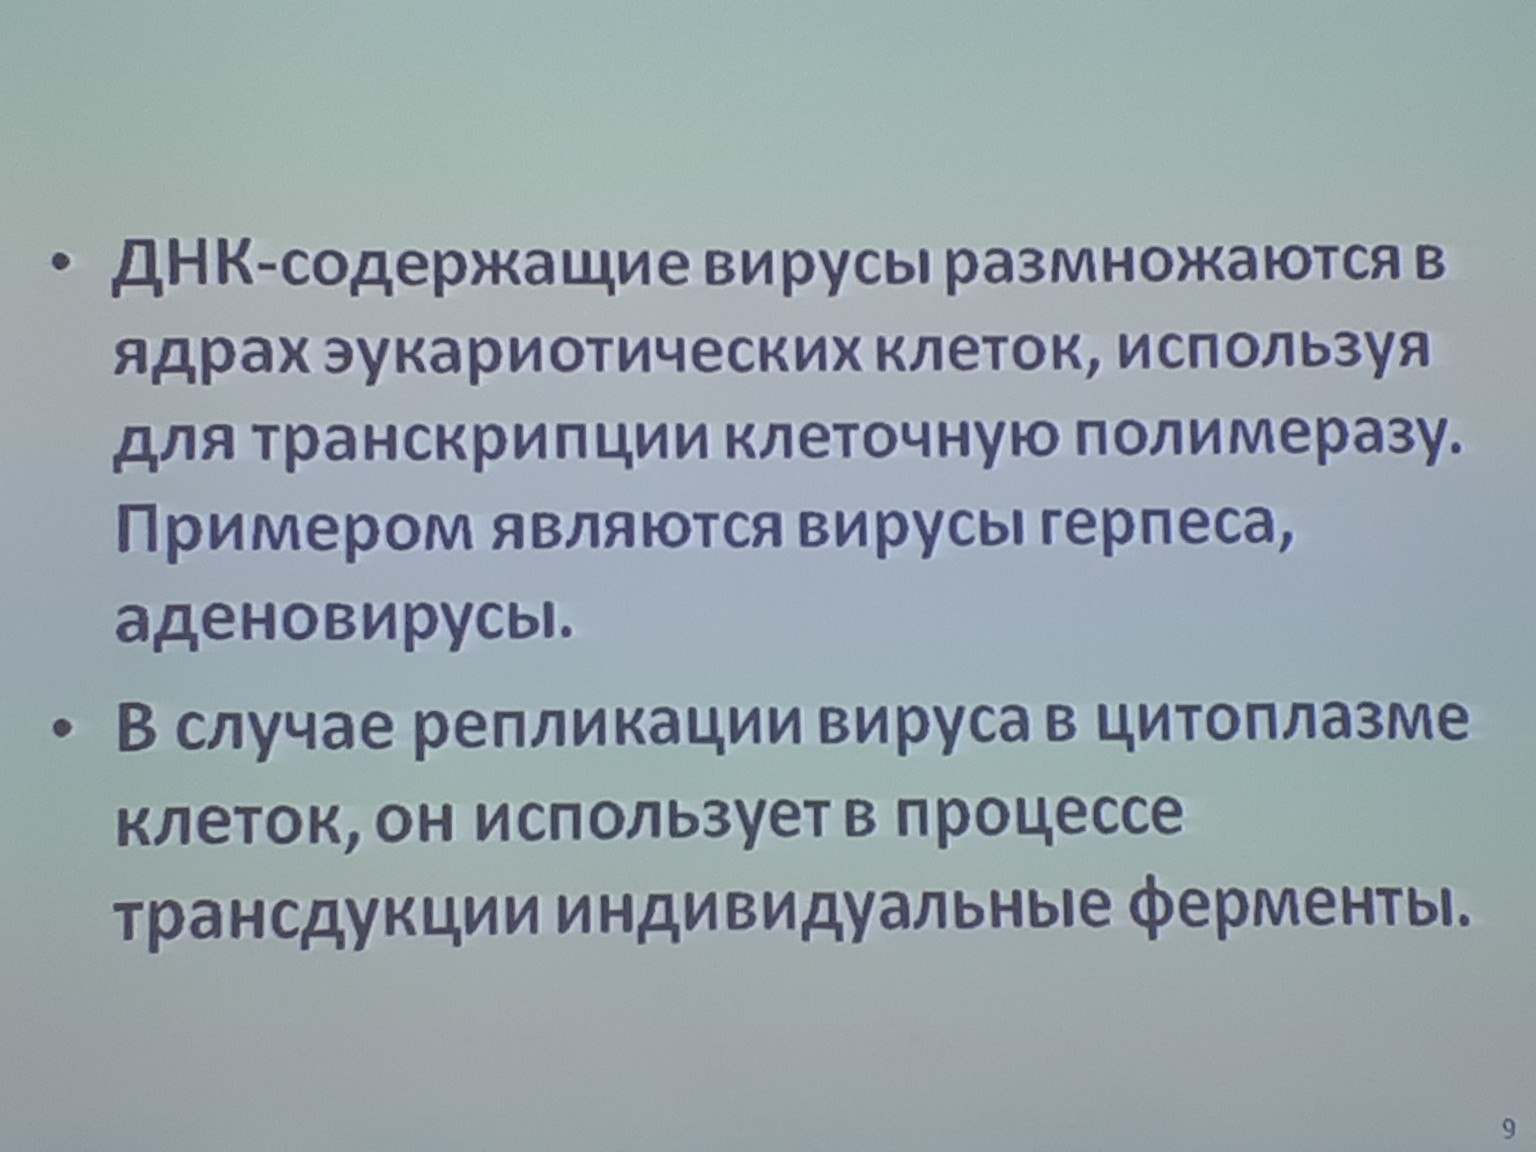 • ДНК-содержащие вирусы размножаются в
ядрах эукариотических клеток, используя
для транскрипции клеточную полимеразу.
Примером являются вирусы герпеса,
аденовирусы.
• В случае репликации вируса в цитоплазме
клеток, он использует в процессе
трансдукции индивидуальные ферменты.
9